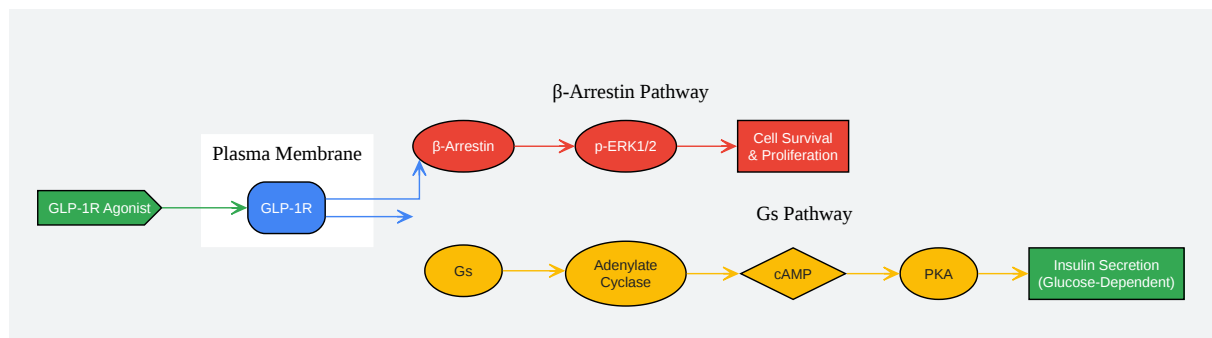 β-Arrestin Pathway
β-Arrestin
p-ERK1/2
Cell Survival
& Proliferation
Plasma Membrane
GLP-1R Agonist
GLP-1R
Gs Pathway
Gs
Adenylate
Cyclase
cAMP
PKA
Insulin Secretion
(Glucose-Dependent)